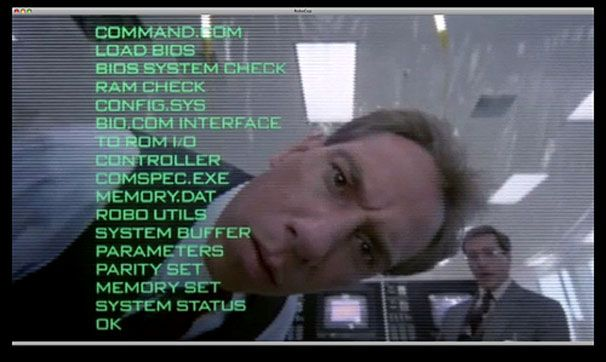 RoboCop
COMMAND.COM
LOAD BIOS
BIOS SYSTEM CHECK
RAM CHECK
CONFIG.SYS
BIO.COM INTERFACE
TO ROM I/O
CONTROLLER
COMSPEC.EXE
MEMORY.DAT
ROBO UTILS
SYSTEM BUFFER
PARAMETERS
PARITY SET
MEMORY SET
SYSTEM STATUS
OK